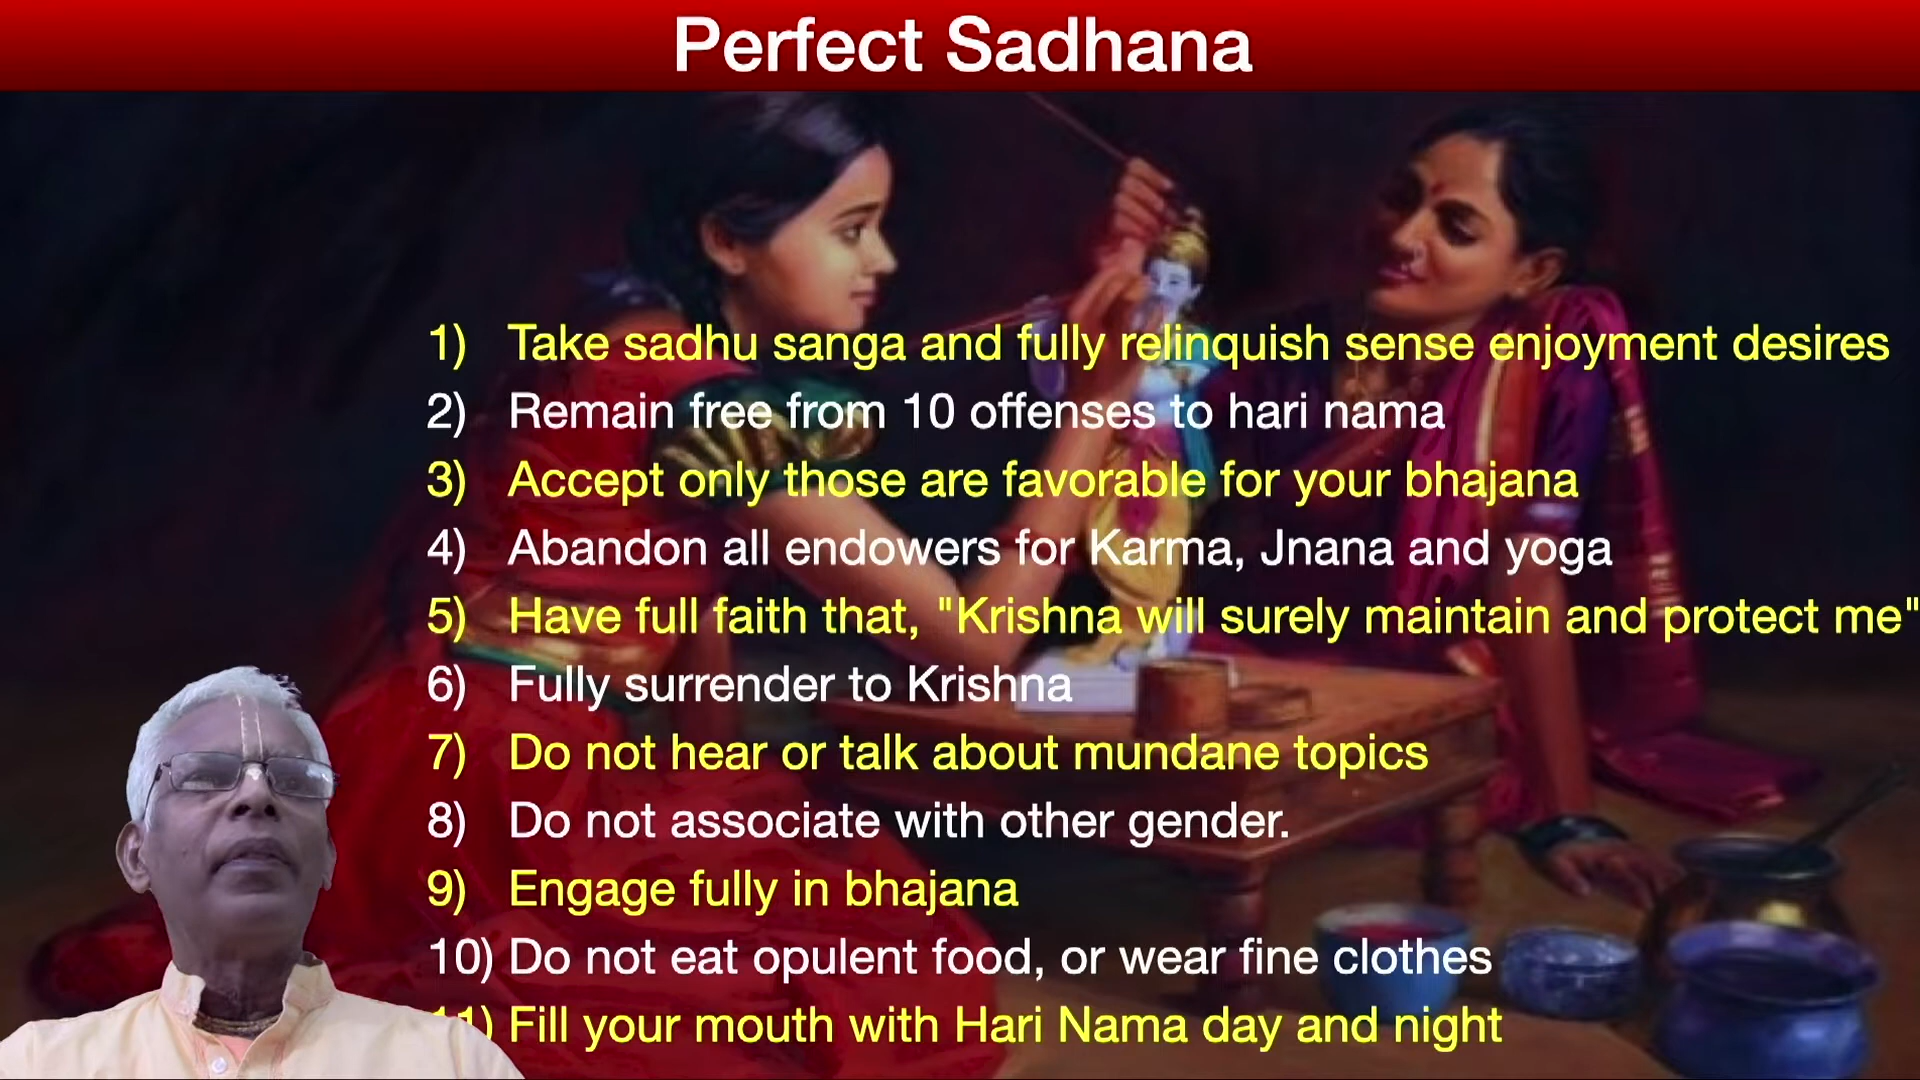 Perfect Sadhana
1) Take sadhu sanga and fully relinquish sense enjoyment desires
2) Remain free from 10 offenses to hari nama
3) Accept only those are favorable for your bhajana
4) Abandon all endowers for Karma, Jnana and yoga
5) Have full faith that, "Krishna will surely maintain and protect me"
6) Fully surrender to Krishna
7) Do not hear or talk about mundane topics
8) Do not associate with other gender.
9) Engage fully in bhajana
10) Do not eat opulent food, or wear fine clothes
11) Fill your mouth with Hari Nama day and night